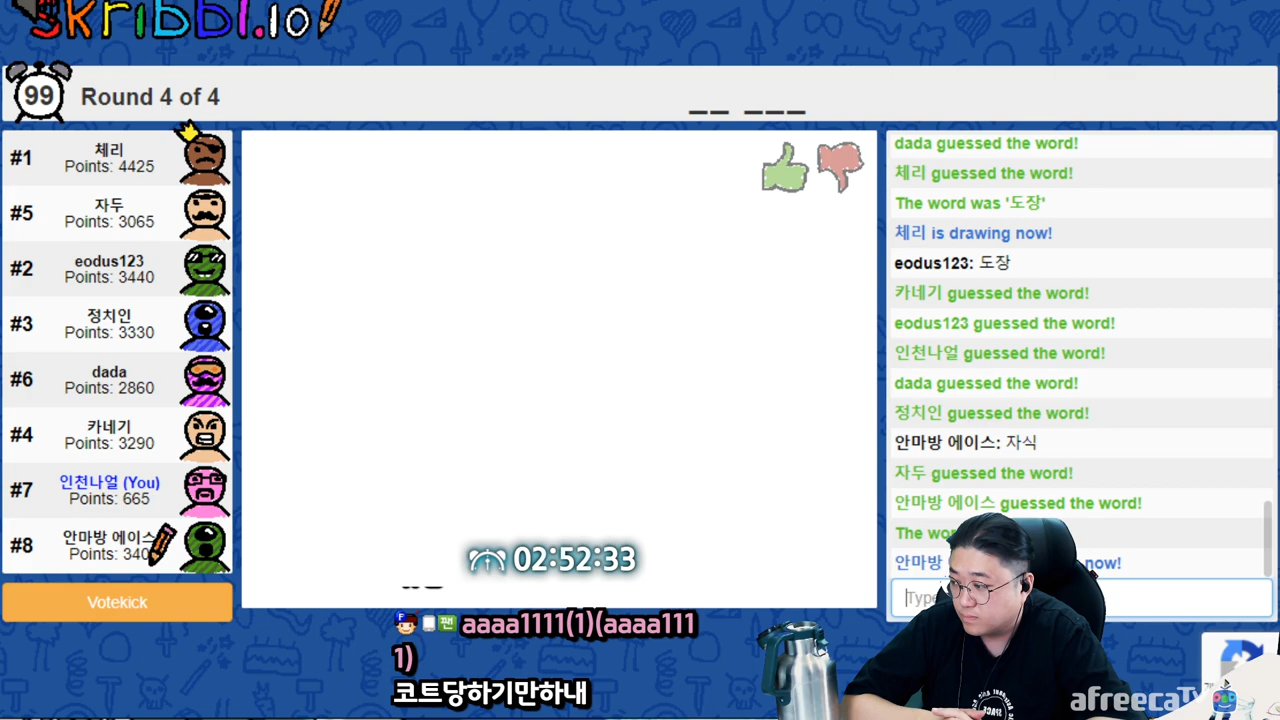 skribbl.io
99
Round 4 of 4
#1
체리
Points: 4425
#5
자두
Points: 3065
#2
eodus123
Points: 3440
#3
정치인
Points: 3330
#6
dada
Points: 2860
#4
카네기
Points: 3290
#7
인천나얼 (You)
Points: 665
#8
안마방 에이스
Points: 340
Votekick
dada guessed the word!
체리 guessed the word!
The word was '도장'
체리 is drawing now!
eodus123: 도장
카네기 guessed the word!
eodus123 guessed the word!
인천나얼 guessed the word!
dada guessed the word!
정치인 guessed the word!
안마방 에이스: 자식
자두 guessed the word!
안마방 에이스 guessed the word!
The
안마방 now!
02:52:33
팬 aaaa1111(1)(aaaa111
1)
코트당하기만하내
afreecaTV